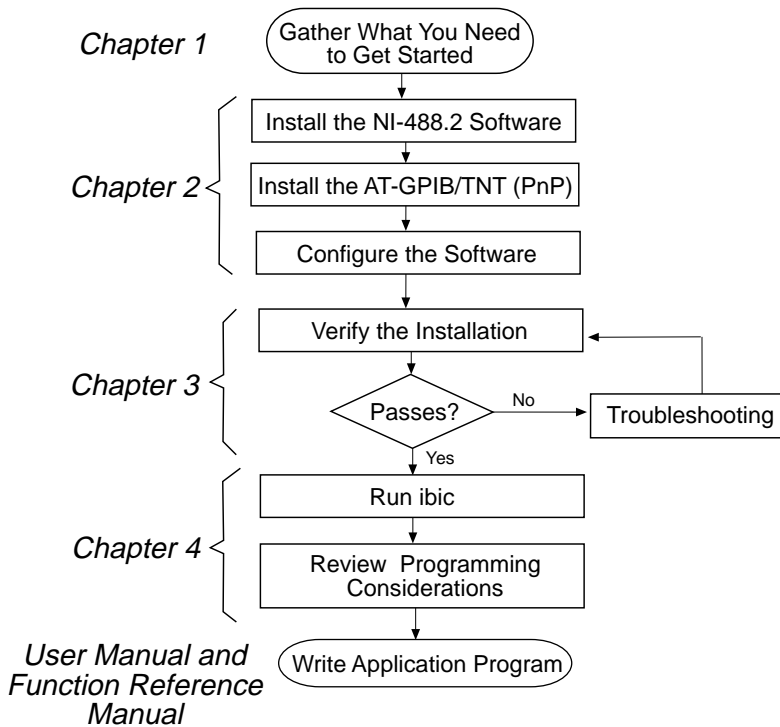 Chapter 1
Gather What You Need
to Get Started
Chapter 2
Install the NI-488.2 Software
Install the AT-GPIB/TNT (PnP)
Configure the Software
Chapter 3
Verify the Installation
Passes?
No
Troubleshooting
Yes
Chapter 4
Run ibic
Review Programming
Considerations
User Manual and
Function Reference
Manual
Write Application Program